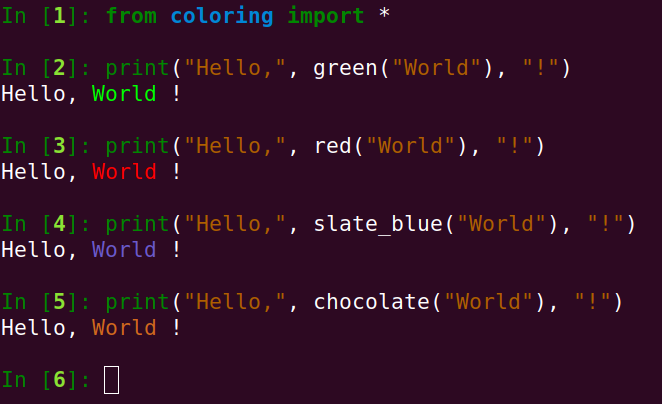 In [1]: from coloring import *
In [2]: print("Hello,", green("World"), "!")
Hello, World !
In [3]: print("Hello,", red("World"), "!")
Hello, World !
In [4]: print("Hello,", slate_blue("World"), "!")
Hello, World !
In [5]: print("Hello,", chocolate("World"), "!")
Hello, World !
In [6]: